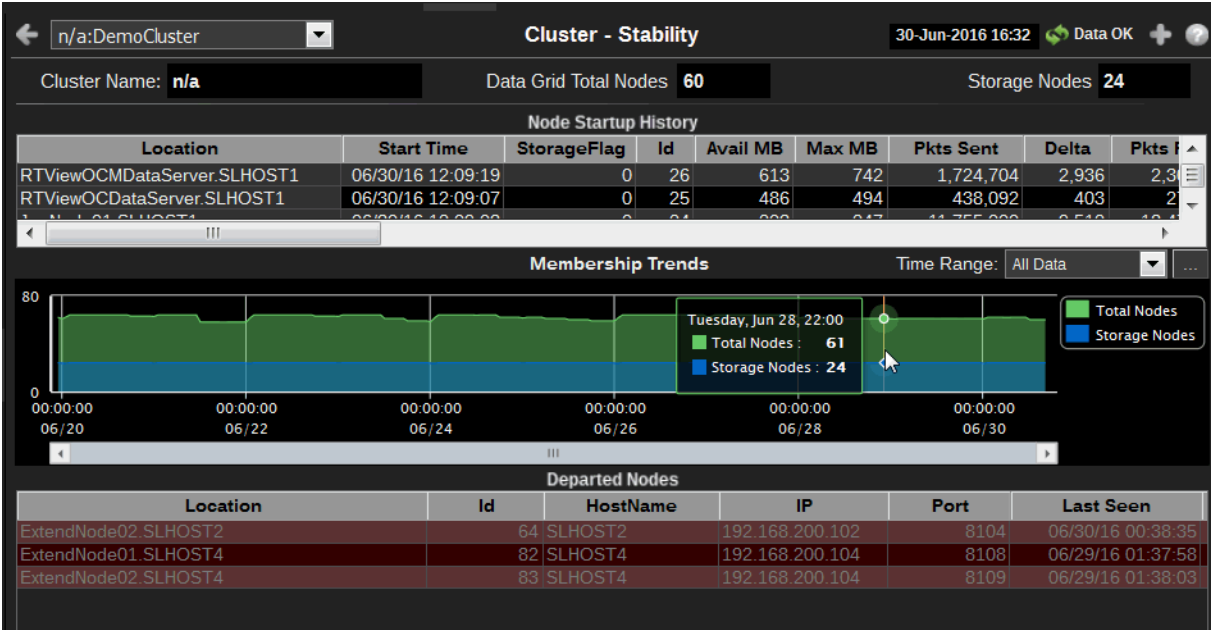 n/a:DemoCluster Cluster - Stability 30-Jun-2016 16:32 Data OK
Cluster Name: n/a Data Grid Total Nodes 60 Storage Nodes 24
Node Startup History
Location Start Time StorageFlag Id Avail MB Max MB Pkts Sent Delta Pkts
RTViewOCMDataServer.SLHOST1 06/30/16 12:09:19 0 26 613 742 1,724,704 2,936
RTViewOCDataServer.SLHOST1 06/30/16 12:09:07 0 25 486 494 438,092 403
Membership Trends Time Range: All Data ...
80
Tuesday, Jun 28, 22:00
Total Nodes : 61
Storage Nodes : 24
Total Nodes
Storage Nodes
0
00:00:00 00:00:00 00:00:00 00:00:00 00:00:00 00:00:00
06/20 06/22 06/24 06/26 06/28 06/30
Departed Nodes
Location Id HostName IP Port Last Seen
ExtendNode02.SLHOST2 64 SLHOST2 192.168.200.102 8104 06/30/16 00:38:35
ExtendNode01.SLHOST4 82 SLHOST4 192.168.200.104 8108 06/29/16 01:37:58
ExtendNode02.SLHOST4 83 SLHOST4 192.168.200.104 8109 06/29/16 01:38:03